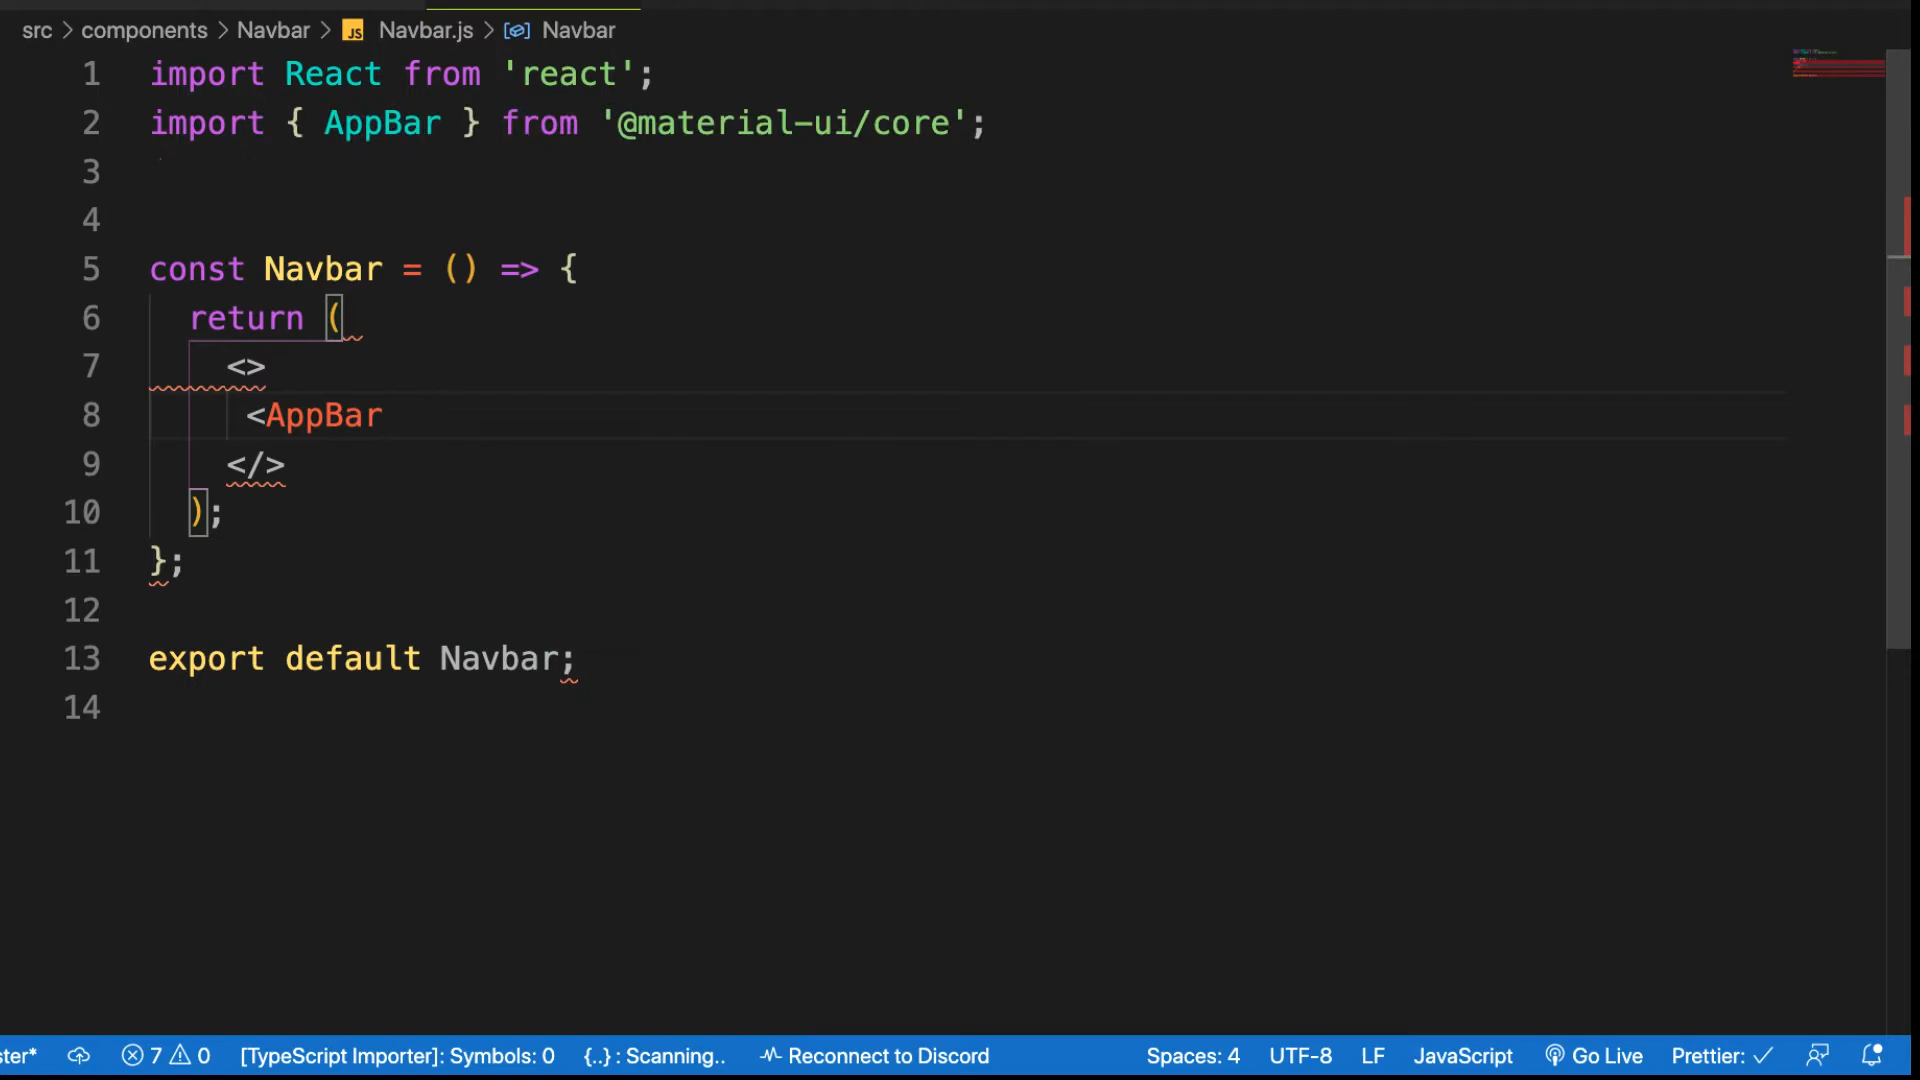 src > components > Navbar > JS Navbar.js > Navbar
1 import React from 'react';
2 import { AppBar } from '@material-ui/core';
3
4
5 const Navbar = () => {
6 return (
7 <>
8 <AppBar
9 </>
10 );
11 };
12
13 export default Navbar;
14
ster* 7 0 [TypeScript Importer]: Symbols: 0 {..} : Scanning.. Reconnect to Discord Spaces: 4 UTF-8 LF JavaScript Go Live Prettier: ✓